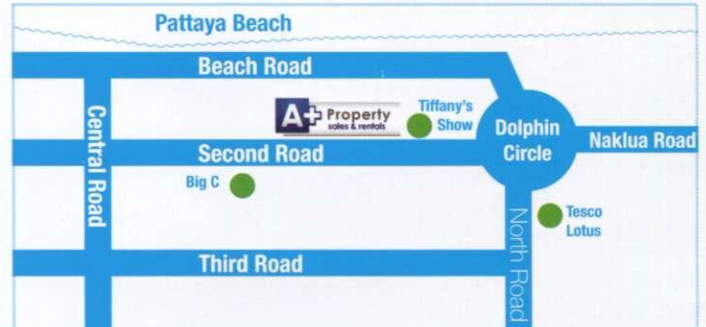 Pattaya Beach
Beach Road
A+ Property
sales & rentals
Tiffany's
Show
Dolphin
Circle
Naklua Road
Central Road
Second Road
Big C
Tesco
Lotus
North Road
Third Road